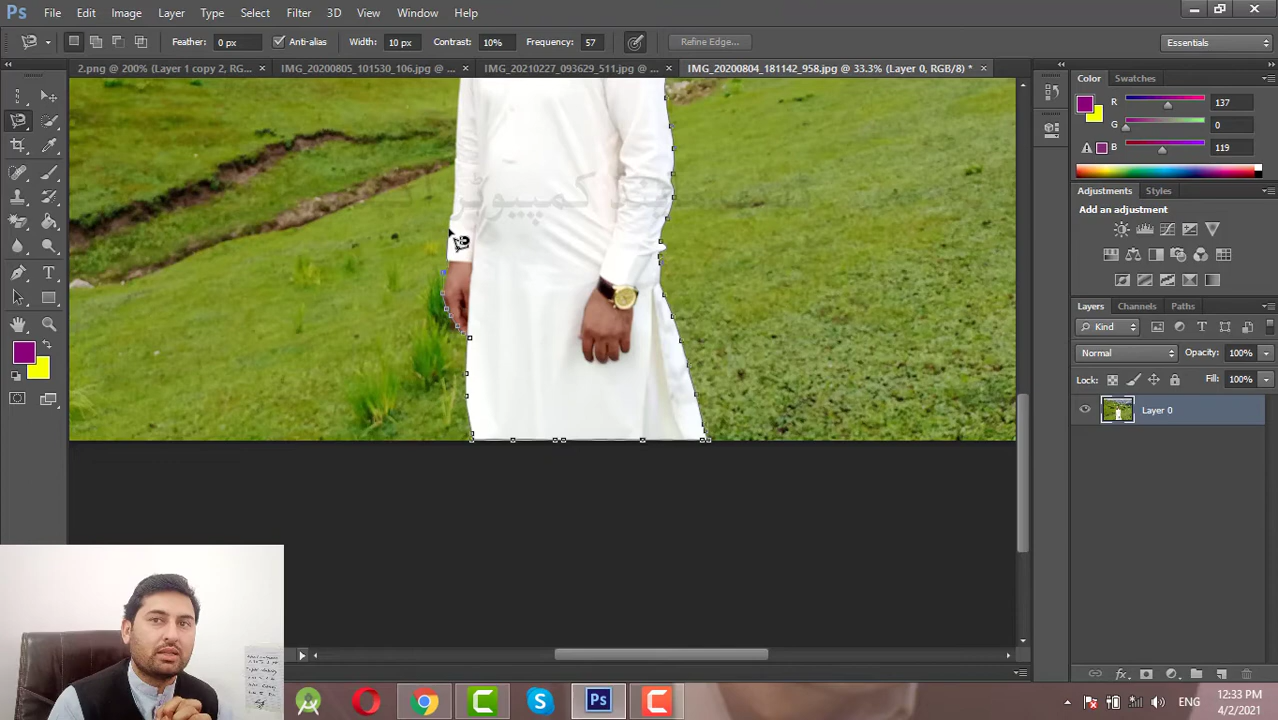 Ps File Edit Image Layer Type Select Filter 3D View Window Help
Feather: 0 px Anti-alias Width: 10 px Contrast: 10% Frequency: 57 Refine Edge... Essentials
2.png @ 200% (Layer 1 copy 2, RG... × IMG_20200805_101530_106.jpg @ ... × IMG_20210227_093629_511.jpg @ ... × IMG_20200804_181142_958.jpg @ 33.3% (Layer 0, RGB/8) * ×
Color Swatches
R 137
G 0
B 119
Adjustments Styles
Add an adjustment
Layers Channels Paths
Kind
Normal Opacity: 100%
Lock: Fill: 100%
Layer 0
کمپیوٹر
Ps ENG 12:33 PM
4/2/2021